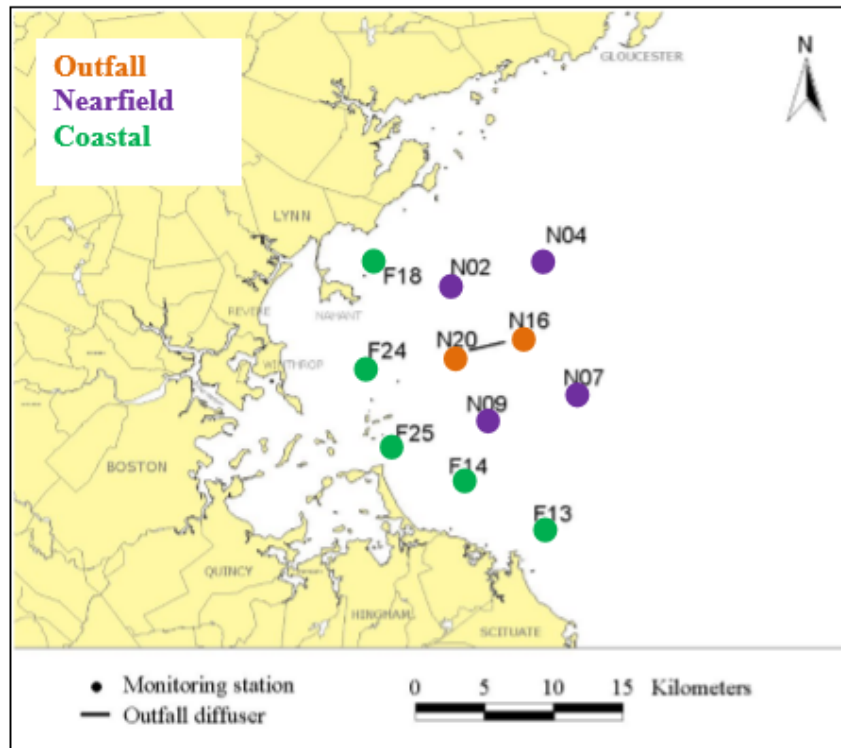 Outfall
Nearfield
Coastal
GLOUCESTER
N
LYNN
N04
F18
N02
REVERE
NAHANT
N16
N20
F24
WINTHROP
N07
N09
F25
BOSTON
F14
F13
QUINCY
HINGHAM
SCITUATE
Monitoring station
0 5 10 15 Kilometers
Outfall diffuser